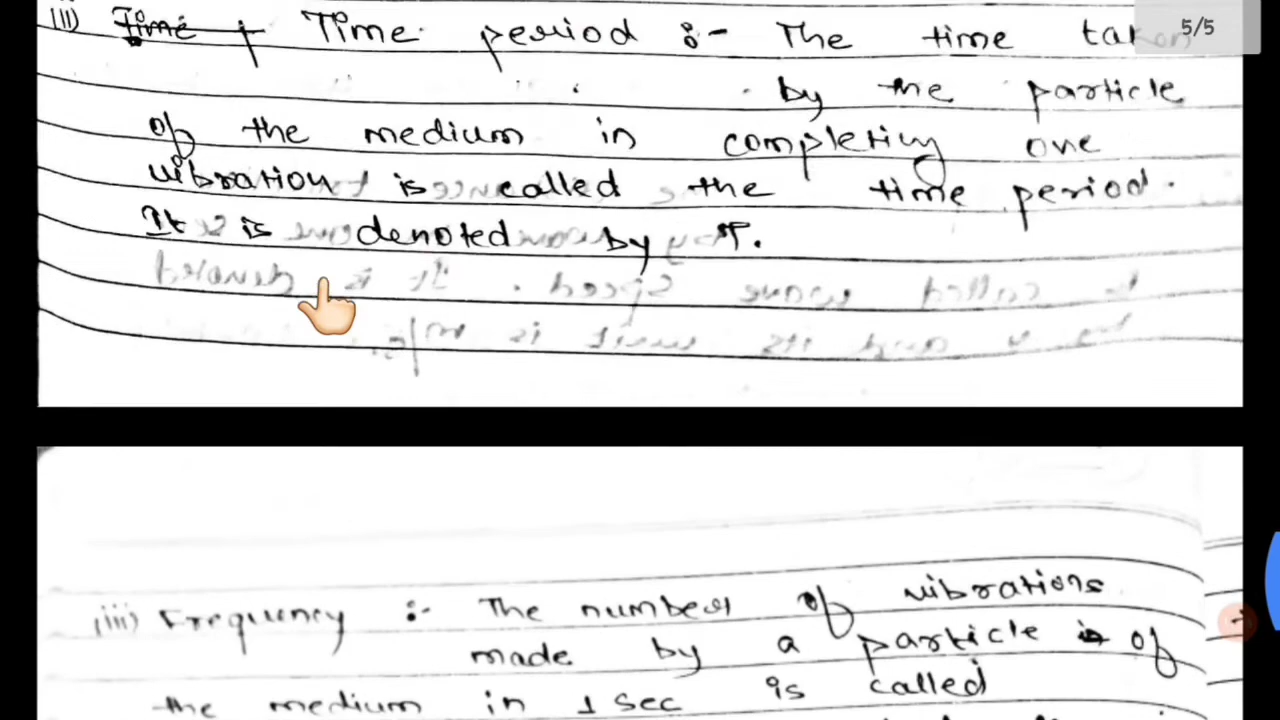 5/5
(ii) Time Time period :- The time taken
by the particle
of the medium in completing one
vibration is called the time period.
It is denoted by T.
(iii) Frequency :- The number of vibrations
made by a particle of
the medium in 1 sec is called